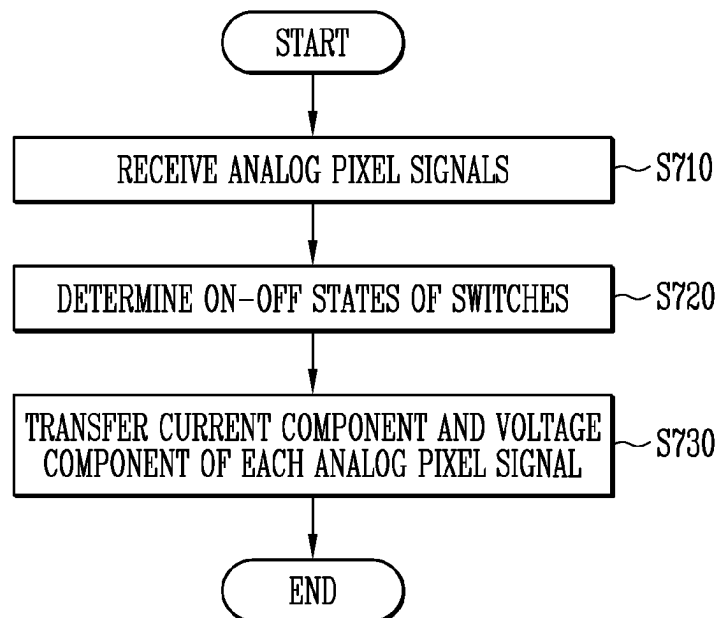 START
RECEIVE ANALOG PIXEL SIGNALS
S710
DETERMINE ON-OFF STATES OF SWITCHES
S720
TRANSFER CURRENT COMPONENT AND VOLTAGE
COMPONENT OF EACH ANALOG PIXEL SIGNAL
S730
END